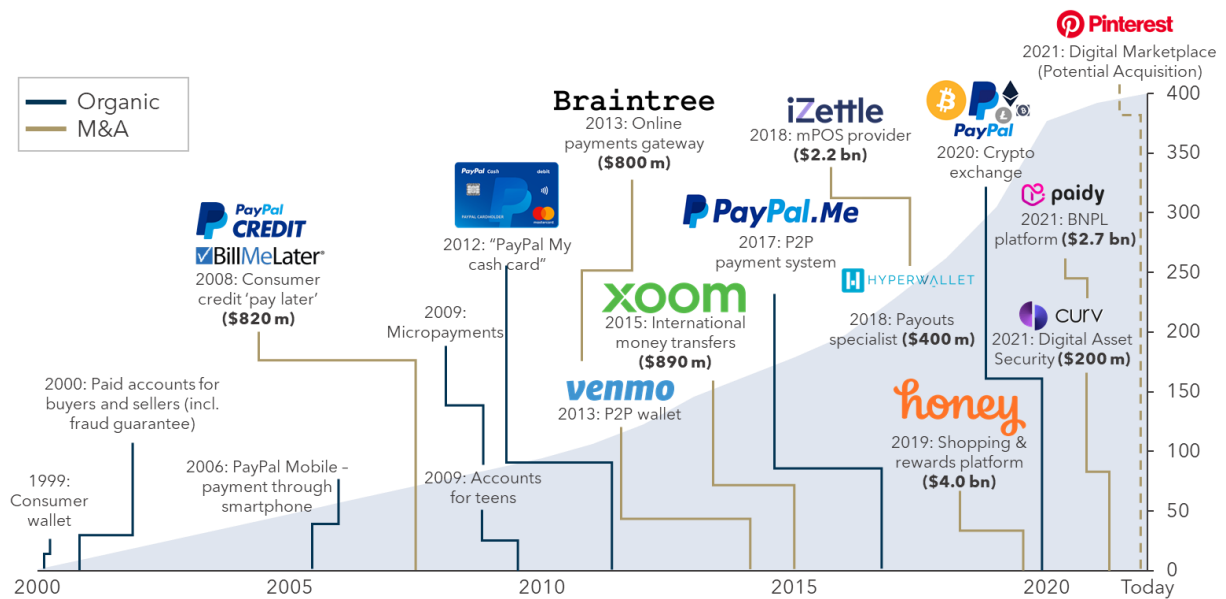 Pinterest
2021: Digital Marketplace
(Potential Acquisition)
Organic
M&A
Braintree
2013: Online
payments gateway
($800 m)
iZettle
2018: mPOS provider
($2.2 bn)
PayPal
2020: Crypto
exchange
PayPal Cash debit
PAYPAL CARDHOLDER
mastercard
2012: “PayPal My
cash card”
PayPal
CREDIT
BillMeLater®
2008: Consumer
credit ‘pay later’
($820 m)
PayPal.Me
2017: P2P
payment system
paidy
2021: BNPL
platform ($2.7 bn)
HYPERWALLET
2018: Payouts
specialist ($400 m)
xoom
2015: International
money transfers
($890 m)
curv
2021: Digital Asset
Security ($200 m)
2009:
Micropayments
venmo
2013: P2P wallet
honey
2019: Shopping &
rewards platform
($4.0 bn)
2000: Paid accounts for
buyers and sellers (incl.
fraud guarantee)
2006: PayPal Mobile –
payment through
smartphone
2009: Accounts
for teens
1999:
Consumer
wallet
400
350
300
250
200
150
100
50
0
2000 2005 2010 2015 2020 Today